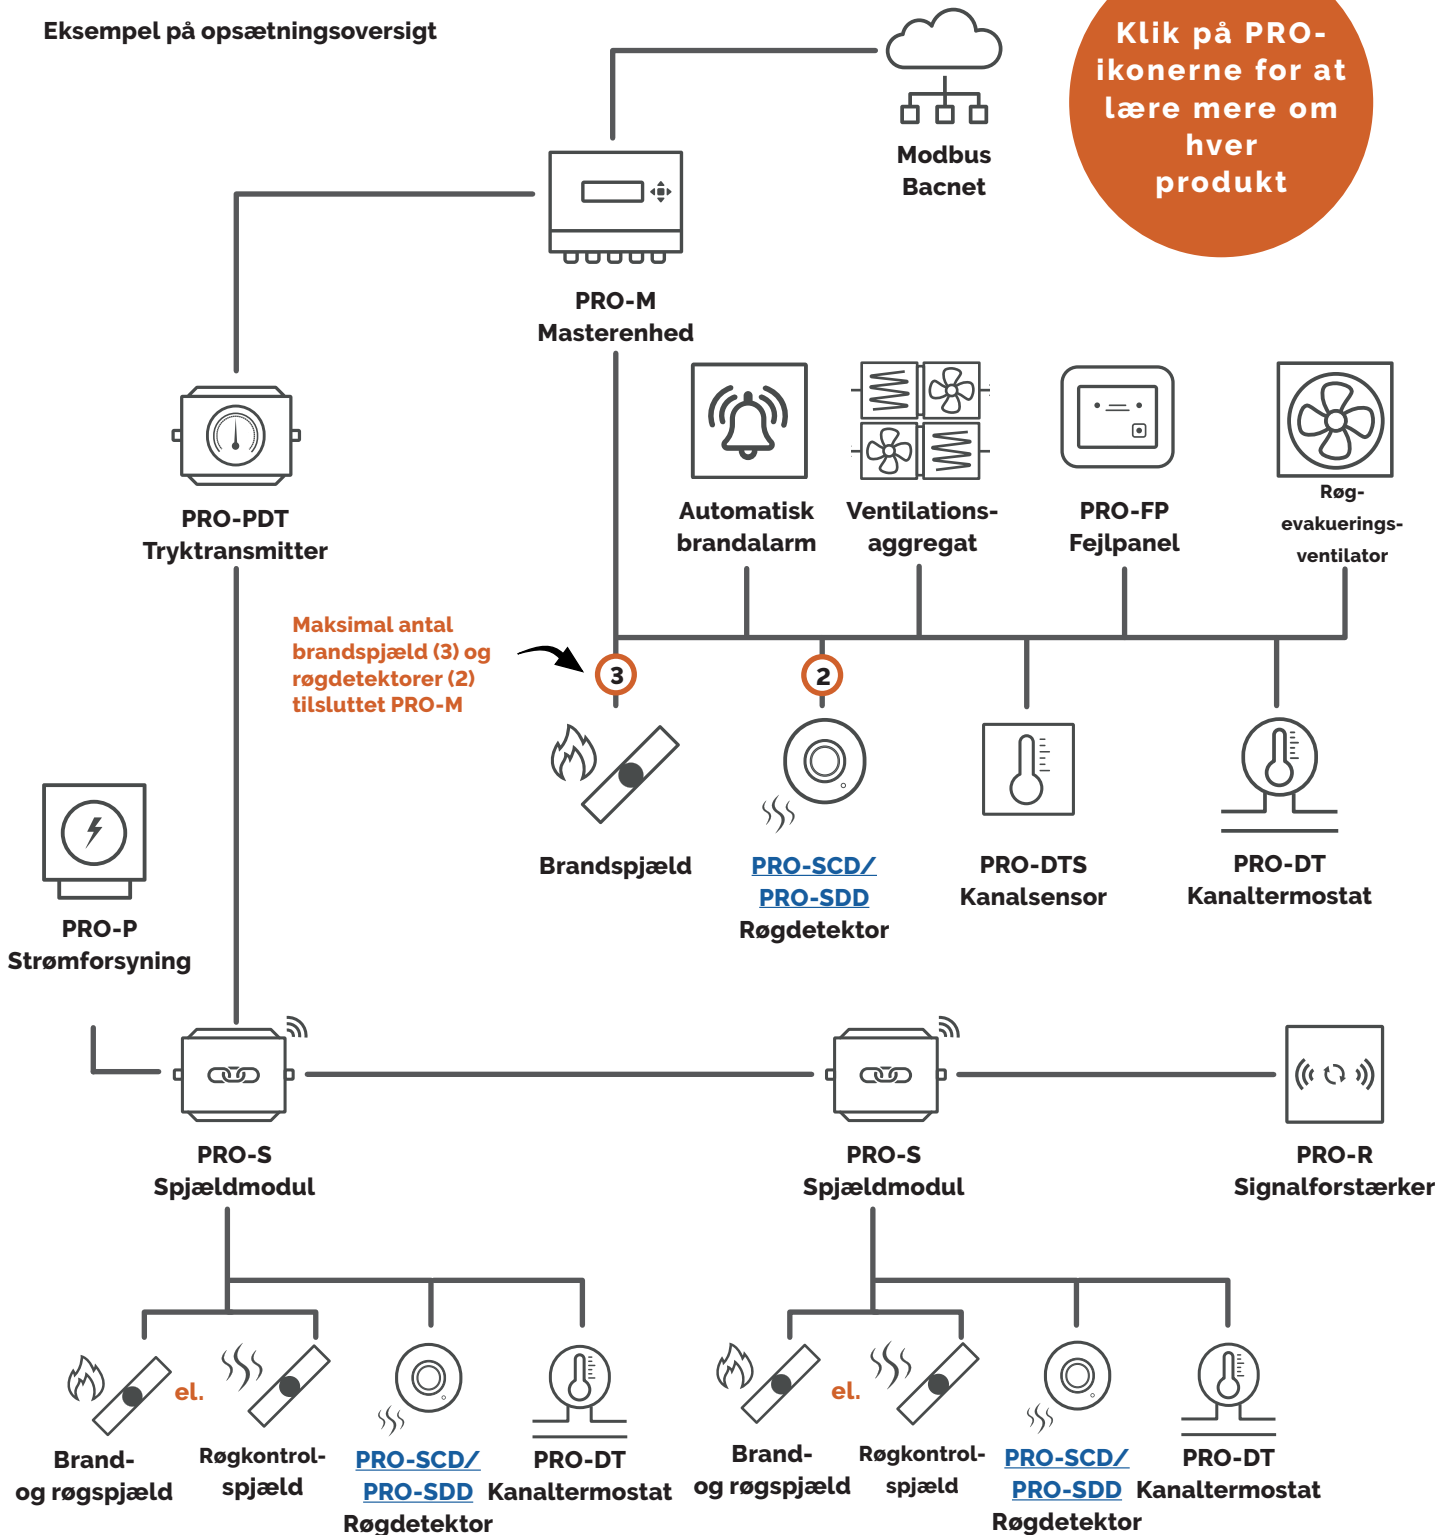 Eksempel på opsætningsoversigt
Klik på PRO-
ikonerne for at
lære mere om
hver
produkt
Modbus
Bacnet
PRO-M
Masterenhed
PRO-PDT
Tryktransmitter
Automatisk
brandalarm
Ventilations-
aggregat
PRO-FP
Fejlpanel
Røg-
evakuerings-
ventilator
Maksimal antal
brandspjæld (3) og
røgdetektorer (2)
tilsluttet PRO-M
3
2
Brandspjæld
PRO-SCD/
PRO-SDD
Røgdetektor
PRO-DTS
Kanalsensor
PRO-DT
Kanaltermostat
PRO-P
Strømforsyning
PRO-S
Spjældmodul
PRO-S
Spjældmodul
PRO-R
Signalforstærker
el.
Brand-
og røgspjæld
Røgkontrol-
spjæld
PRO-SCD/
PRO-SDD
Røgdetektor
PRO-DT
Kanaltermostat
el.
Brand-
og røgspjæld
Røgkontrol-
spjæld
PRO-SCD/
PRO-SDD
Røgdetektor
PRO-DT
Kanaltermostat